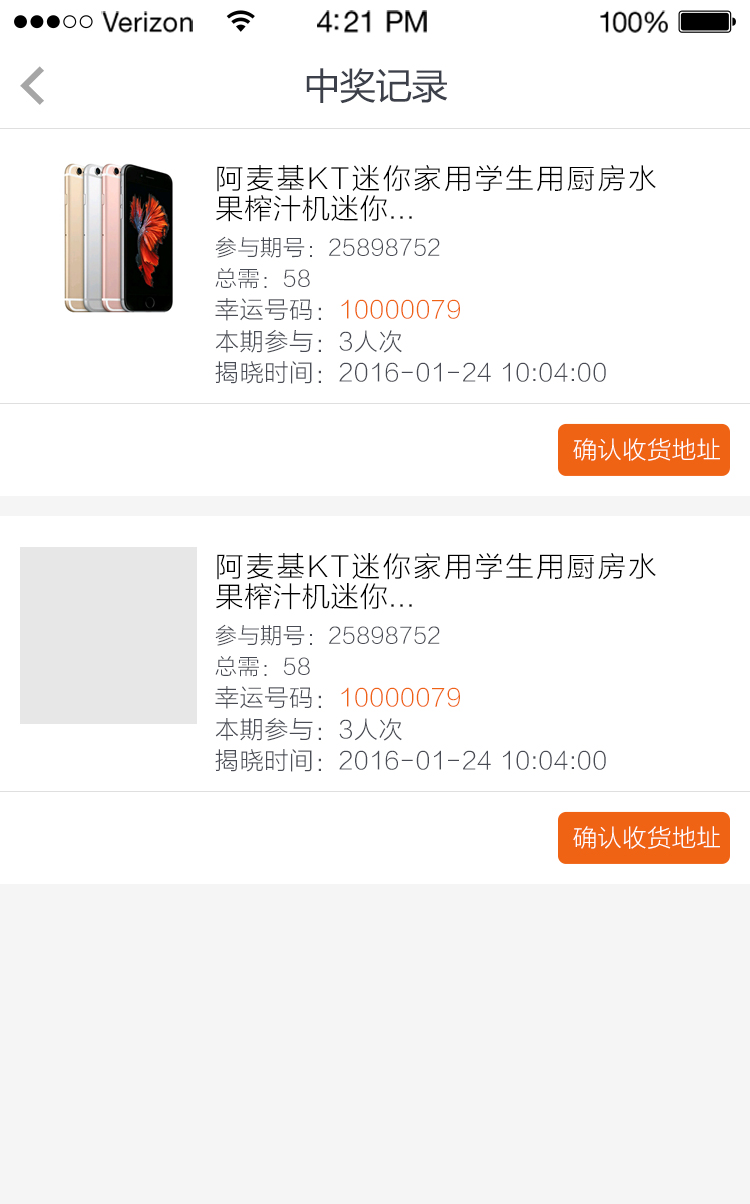 Verizon 4:21 PM 100%
中奖记录
阿麦基KT迷你家用学生用厨房水
果榨汁机迷你...
参与期号：25898752
总需：58
幸运号码：10000079
本期参与：3人次
揭晓时间：2016-01-24 10:04:00
确认收货地址
阿麦基KT迷你家用学生用厨房水
果榨汁机迷你...
参与期号：25898752
总需：58
幸运号码：10000079
本期参与：3人次
揭晓时间：2016-01-24 10:04:00
确认收货地址